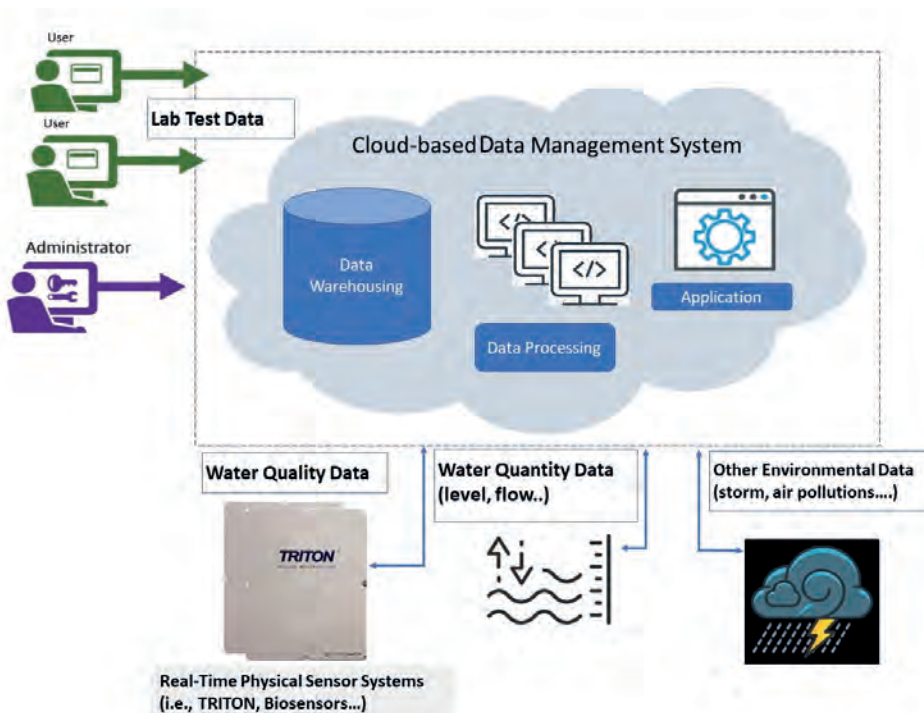 User
User
Lab Test Data
Administrator
Cloud-based Data Management System
Data
Warehousing
</>
</>
</>
Data Processing
Application
Water Quality Data
Water Quantity Data
(level, flow..)
Other Environmental Data
(storm, air pollutions....)
TRITON
Real-Time Physical Sensor Systems
(i.e., TRITON, Biosensors...)